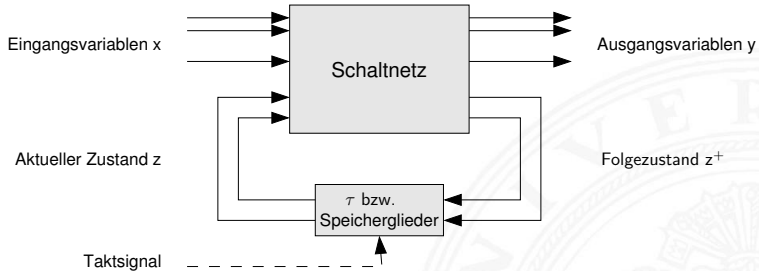 Eingangsvariablen x
Schaltnetz
Ausgangsvariablen y
Aktueller Zustand z
Folgezustand z⁺
τ bzw.
Speicherglieder
Taktsignal